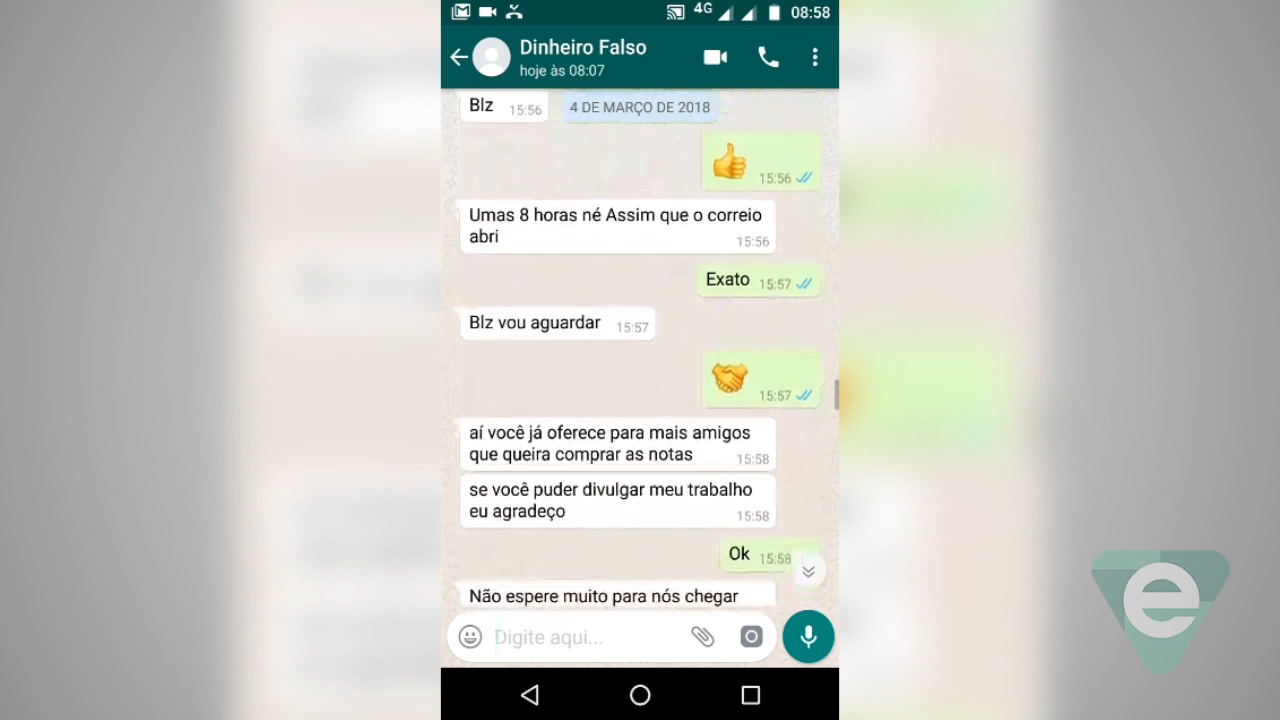 4G 08:58
Dinheiro Falso
hoje às 08:07
Blz 15:56
4 DE MARÇO DE 2018
👍 15:56
Umas 8 horas né Assim que o correio
abri 15:56
Exato 15:57
Blz vou aguardar 15:57
🤝 15:57
aí você já oferece para mais amigos
que queira comprar as notas 15:58
se você puder divulgar meu trabalho
eu agradeço 15:58
Ok 15:58
Não espere muito para nós chegar
Digite aqui...
e